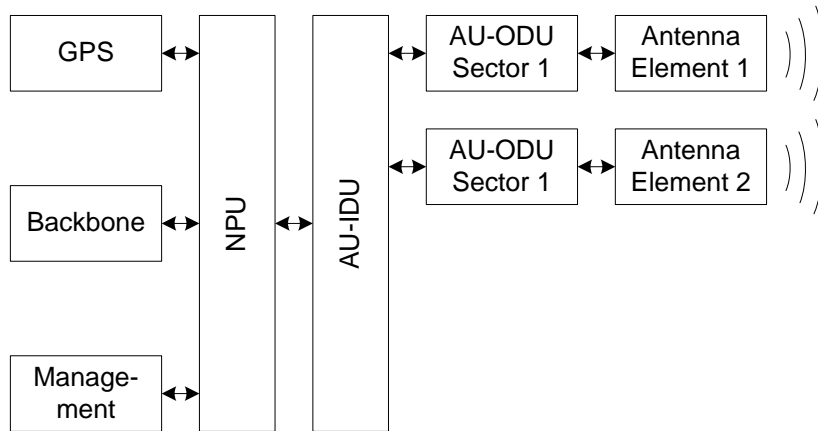 GPS
Backbone
Manage-
ment
NPU
AU-IDU
AU-ODU
Sector 1
Antenna
Element 1
AU-ODU
Sector 1
Antenna
Element 2